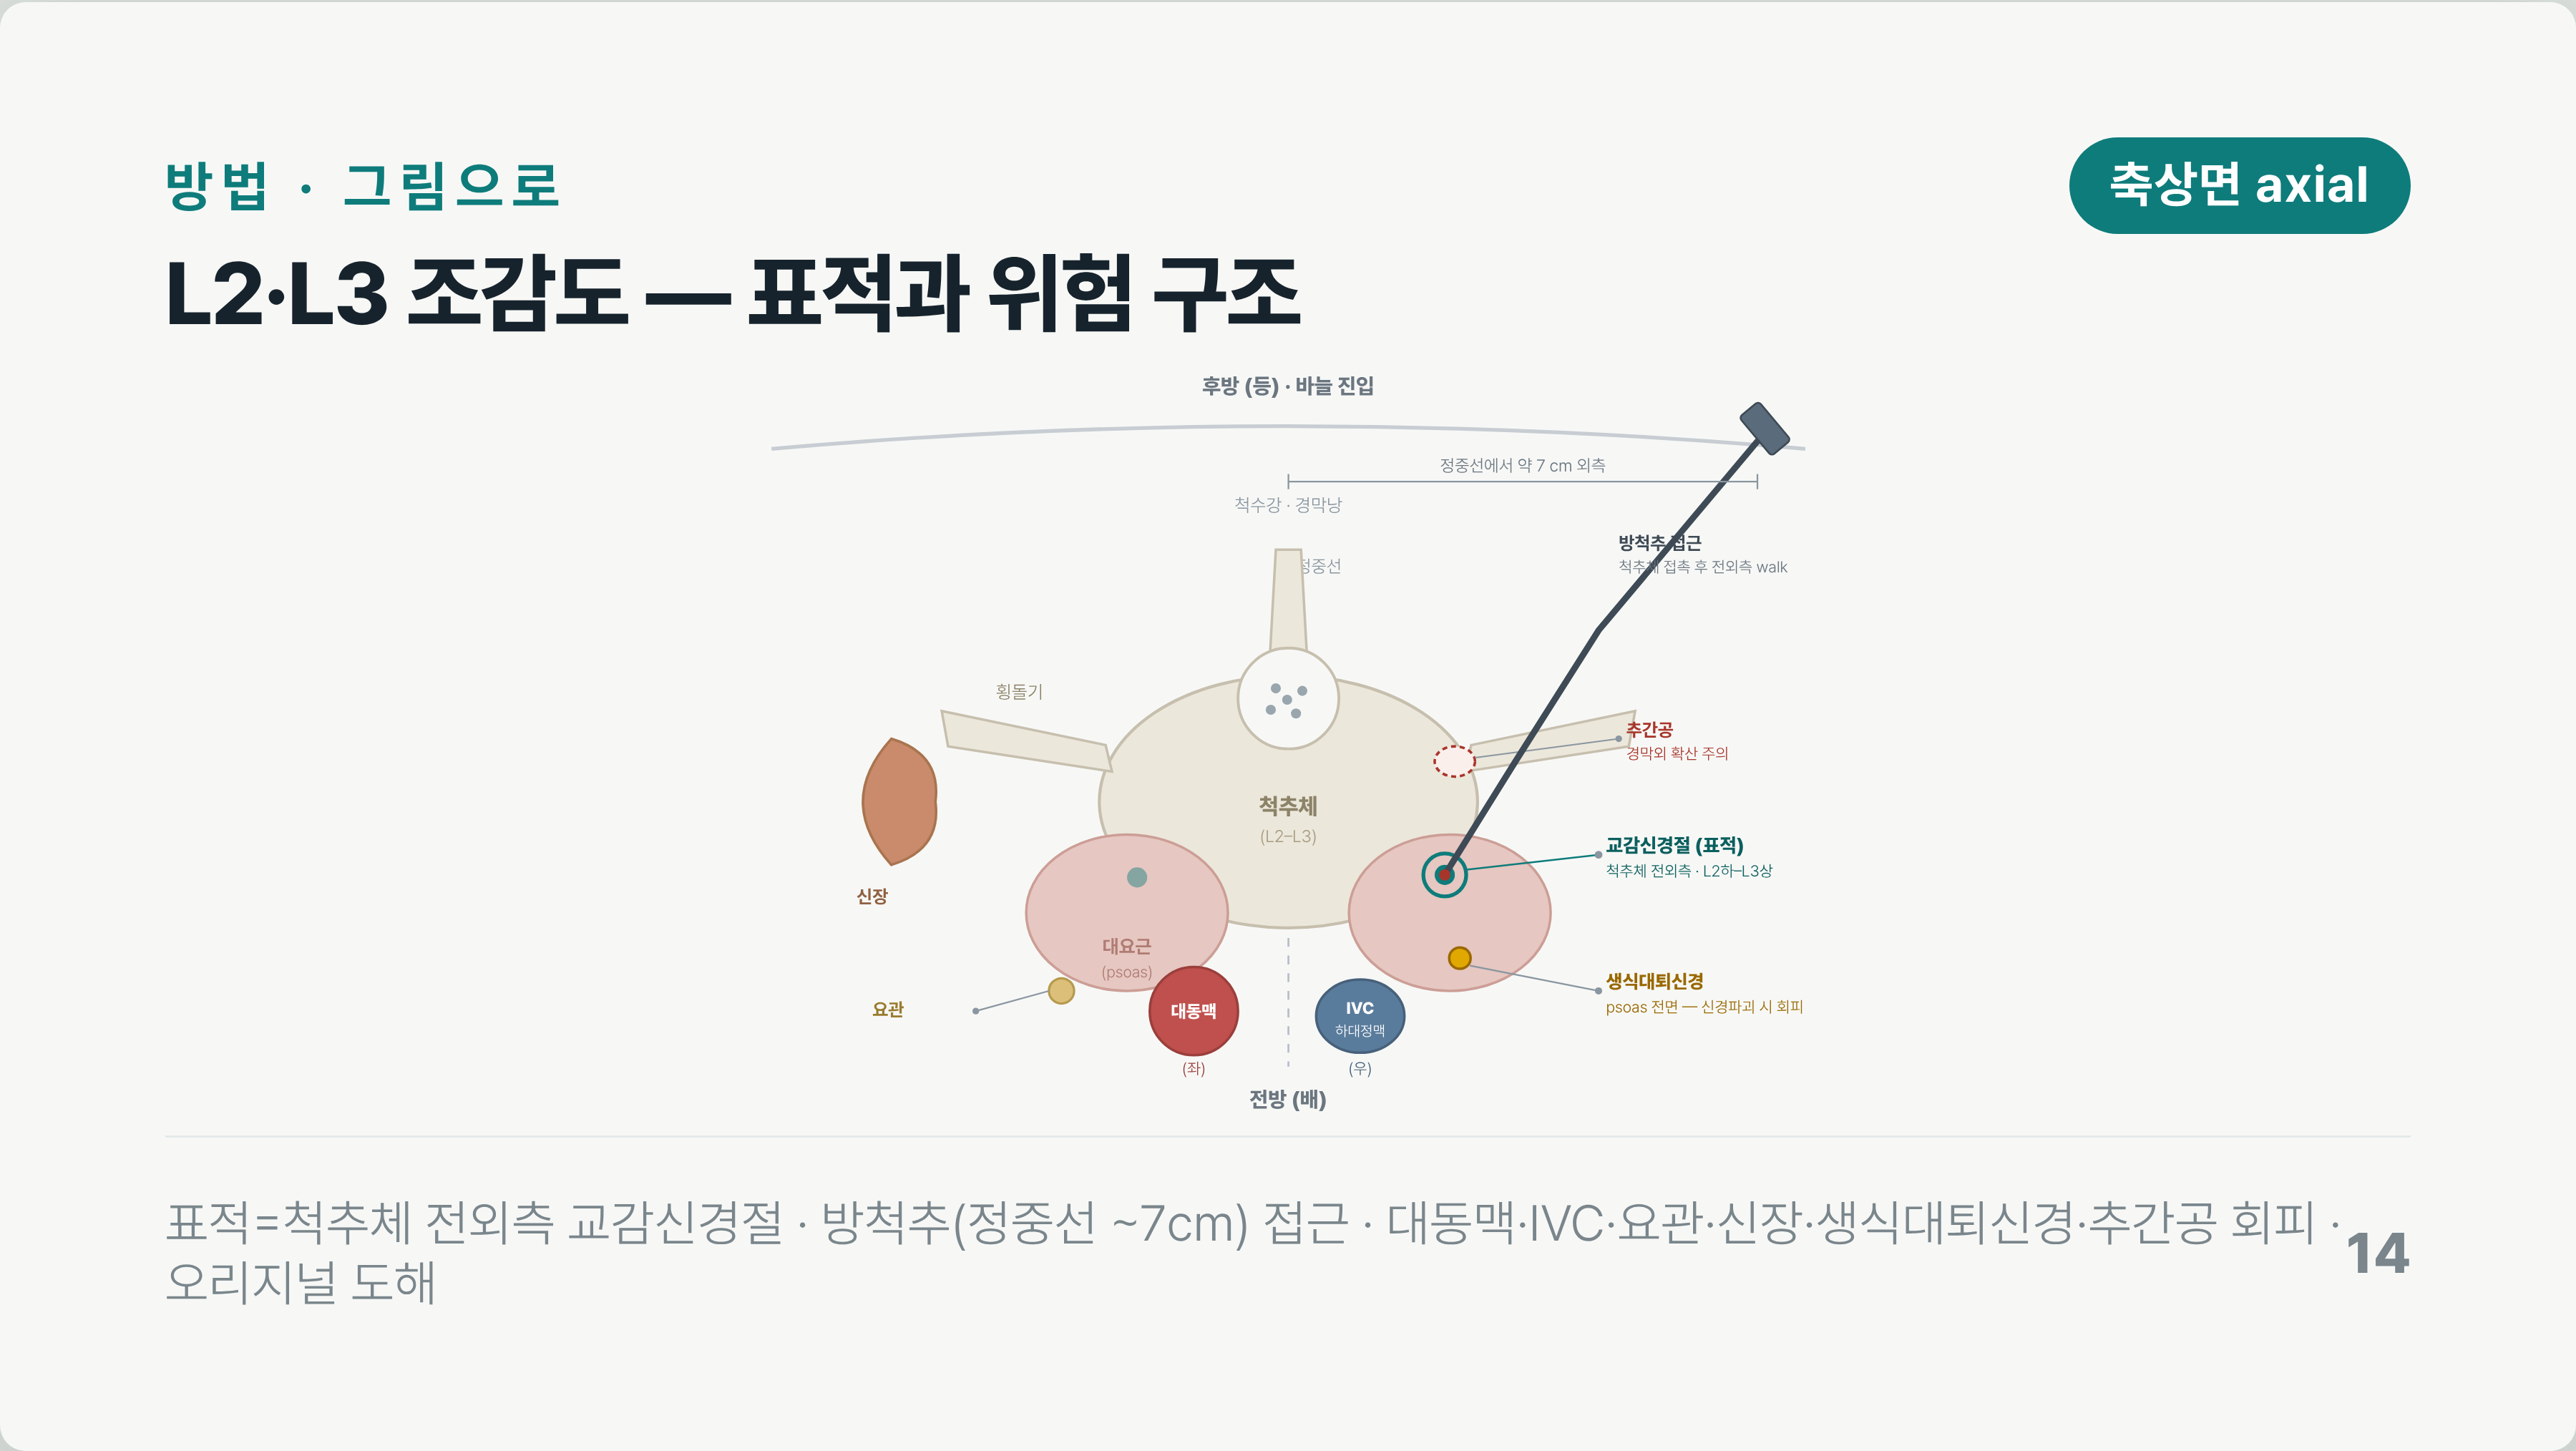 방법 · 그림으로
축상면 axial
L2·L3 조감도 — 표적과 위험 구조
후방 (등) · 바늘 진입
정중선에서 약 7 cm 외측
척수강 · 경막낭
정중선
방척추 접근
척추체 접촉 후 전외측 walk
횡돌기
추간공
경막외 확산 주의
척추체
(L2–L3)
교감신경절 (표적)
척추체 전외측 · L2하–L3상
신장
대요근
(psoas)
생식대퇴신경
psoas 전면 — 신경파괴 시 회피
요관
대동맥
IVC
하대정맥
(좌)
(우)
전방 (배)
표적=척추체 전외측 교감신경절 · 방척추(정중선 ~7cm) 접근 · 대동맥·IVC·요관·신장·생식대퇴신경·추간공 회피 ·
오리지널 도해
14